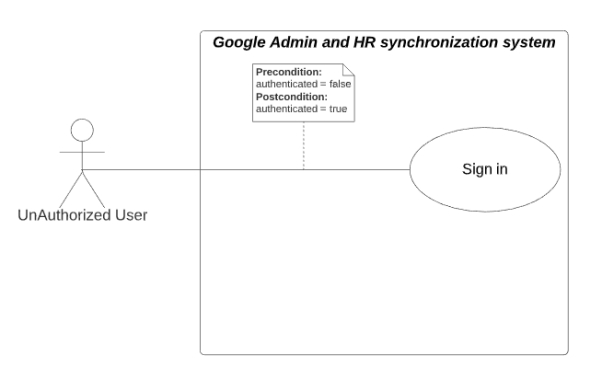 Google Admin and HR synchronization system
Precondition:
authenticated = false
Postcondition:
authenticated = true
Sign in
UnAuthorized User